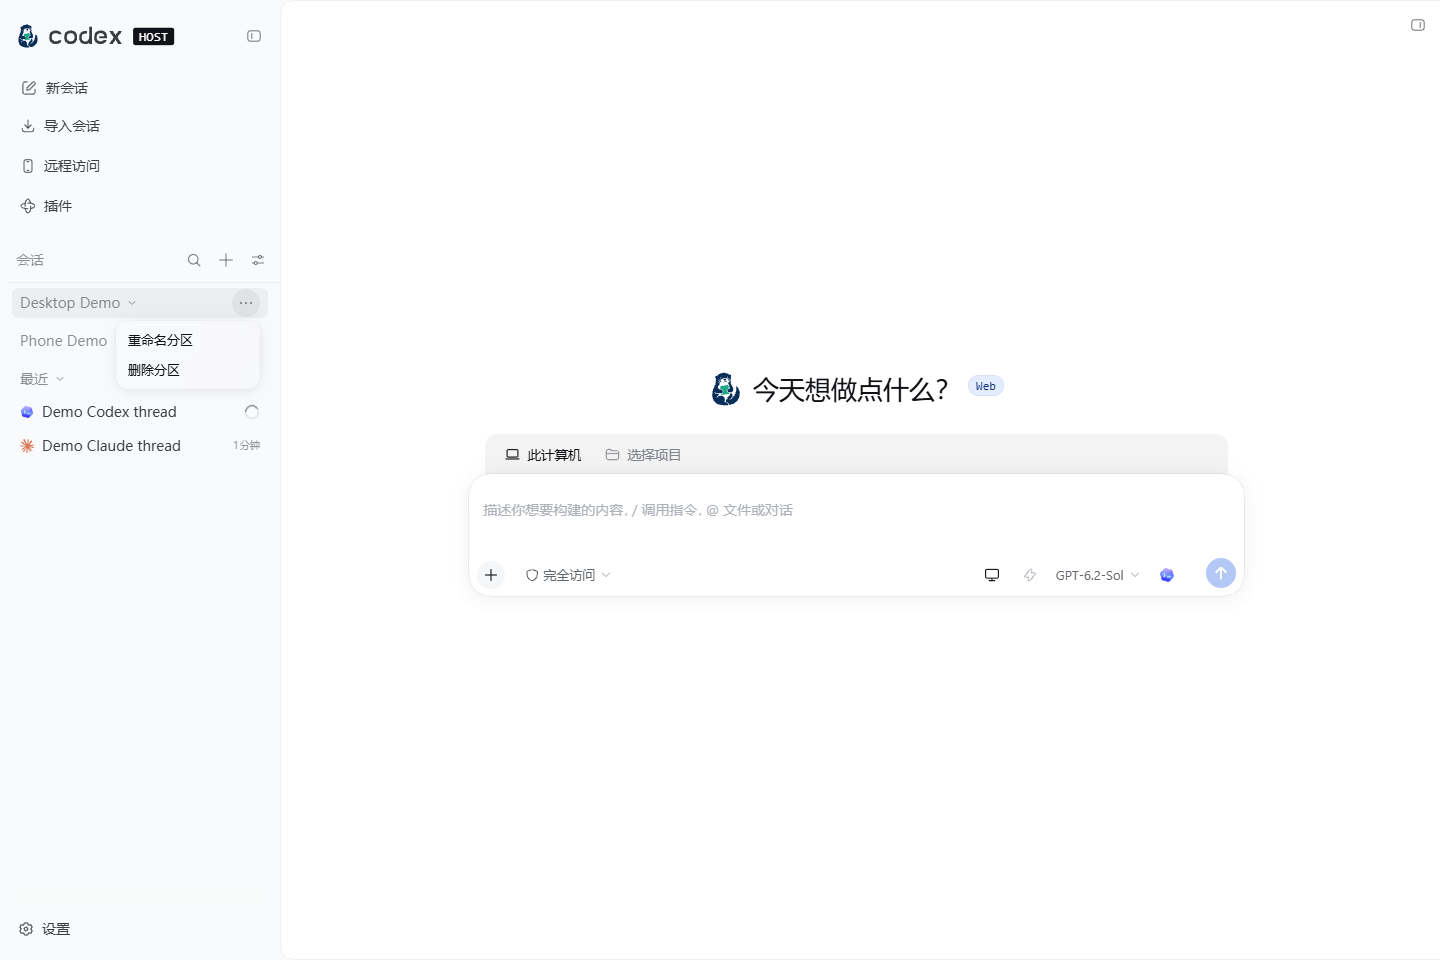 codex HOST
新会话
导入会话
远程访问
插件
会话
Desktop Demo
重命名分区
Phone Demo
删除分区
最近
Demo Codex thread
Demo Claude thread 1分钟
设置
今天想做点什么? Web
此计算机 选择项目
描述你想要构建的内容, / 调用指令, @ 文件或对话
完全访问 GPT-6.2-Sol